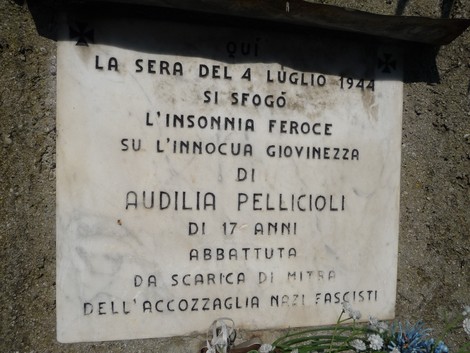 QUI
LA SERA DEL 4 LUGLIO 1944
SI SFOGÒ
L'INSONNIA FEROCE
SU L'INNOCUA GIOVINEZZA
DI
AUDILIA PELLICIOLI
DI 17 ANNI
ABBATTUTA
DA SCARICA DI MITRA
DELL'ACCOZZAGLIA NAZI FASCISTI